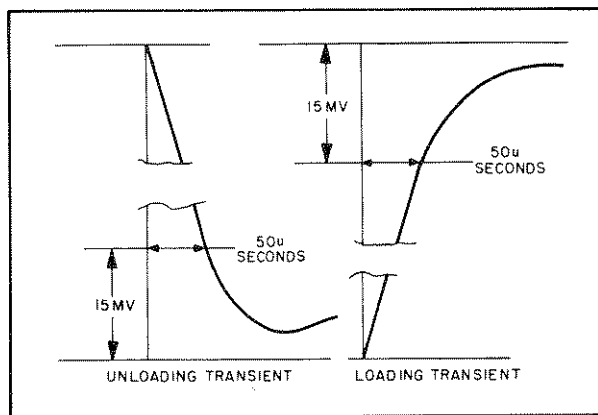 15 MV
50u
SECONDS
50u
SECONDS
15 MV
UNLOADING TRANSIENT
LOADING TRANSIENT